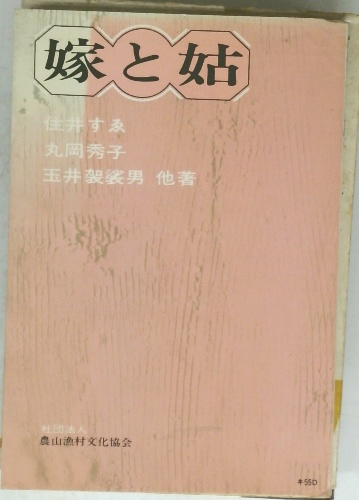 嫁と姑
住井すゑ
丸岡秀子
玉井袈裟男 他著
社団法人
農山漁村文化協会
¥550